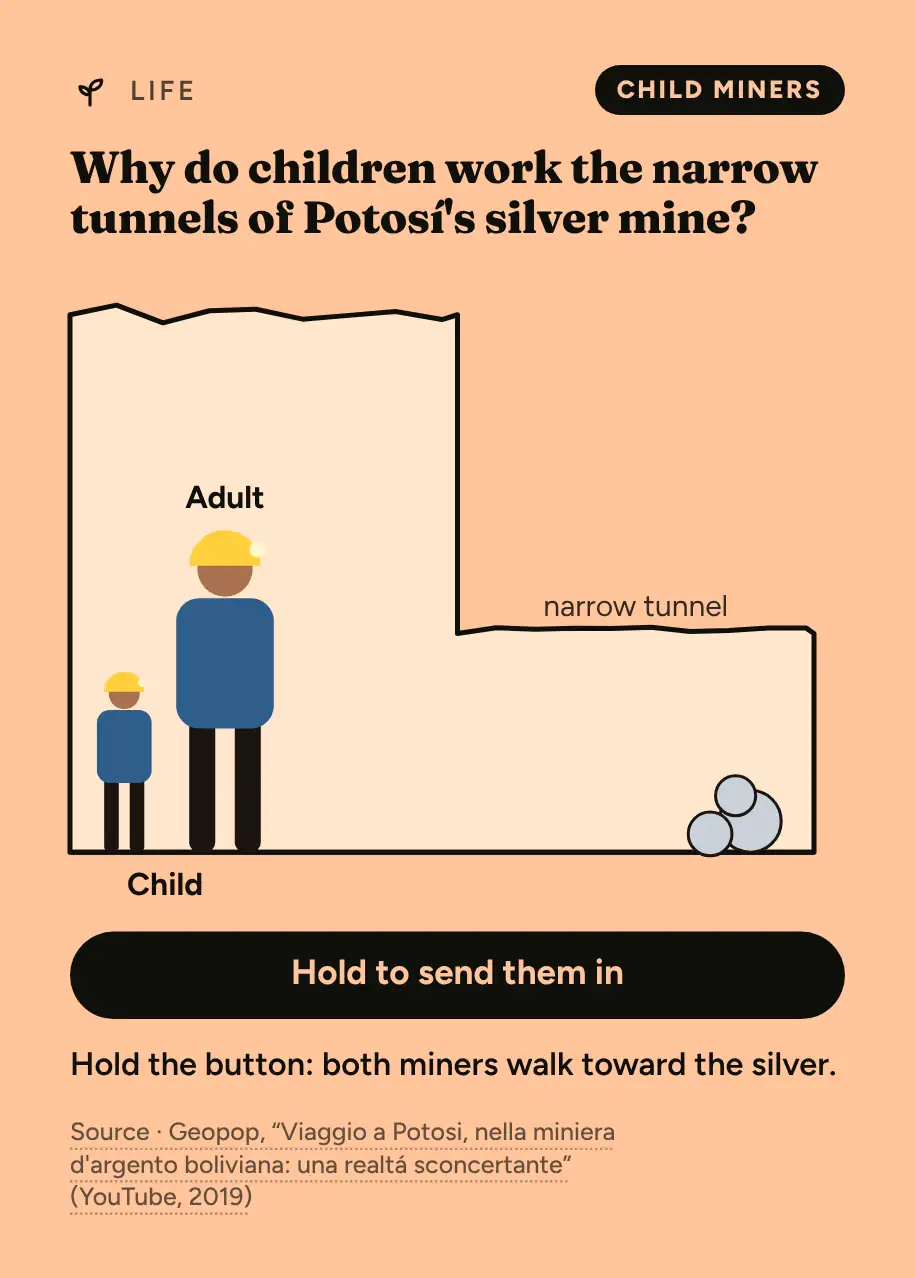 LIFE
CHILD MINERS
Why do children work the narrow
tunnels of Potosí's silver mine?
Adult
narrow tunnel
Child
Hold to send them in
Hold the button: both miners walk toward the silver.
Source · Geopop, “Viaggio a Potosi, nella miniera
d'argento boliviana: una realtá sconcertante”
(YouTube, 2019)